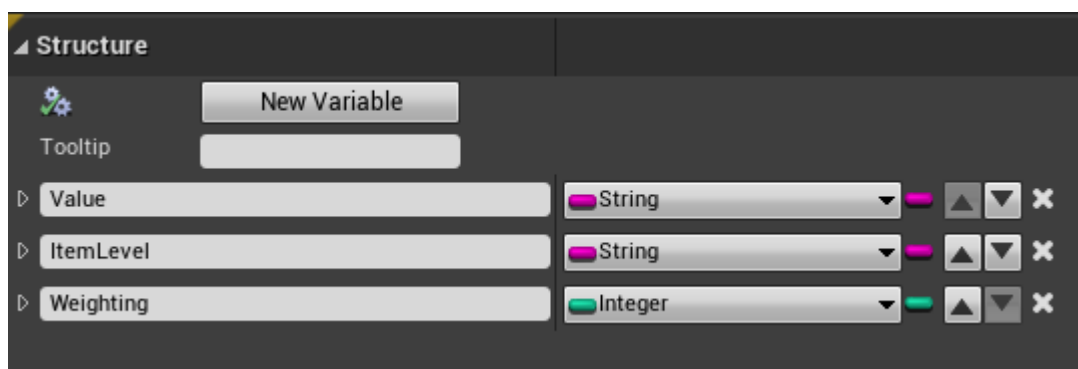 Structure
New Variable
Tooltip
Value String
ItemLevel String
Weighting Integer